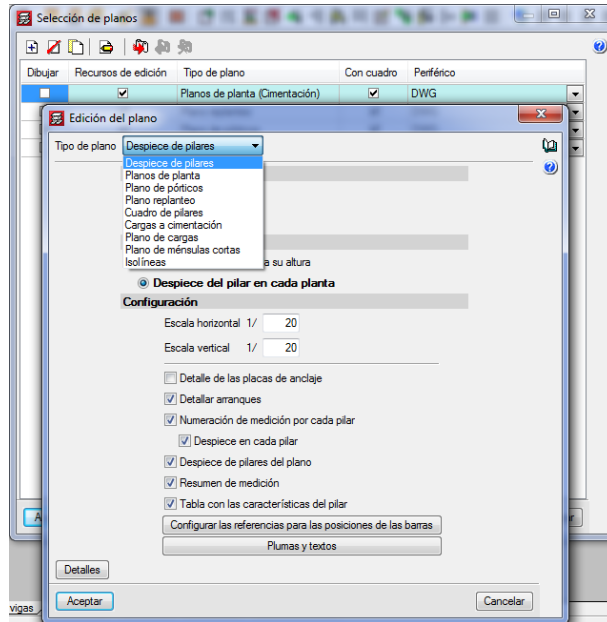 Selección de planos
Dibujar Recursos de edición Tipo de plano Con cuadro Periférico
Planos de planta (Cimentación) DWG
Edición del plano
Tipo de plano Despiece de pilares
Despiece de pilares
Planos de planta
Plano de pórticos
Plano replanteo
Cuadro de pilares
Cargas a cimentación
Plano de cargas
Plano de ménsulas cortas
Isolíneas
a su altura
Despiece del pilar en cada planta
Configuración
Escala horizontal 1/ 20
Escala vertical 1/ 20
Detalle de las placas de anclaje
Detallar arranques
Numeración de medición por cada pilar
Despiece en cada pilar
Despiece de pilares del plano
Resumen de medición
Tabla con las características del pilar
Configurar las referencias para las posiciones de las barras
Plumas y textos
Detalles
Aceptar Cancelar
vigas